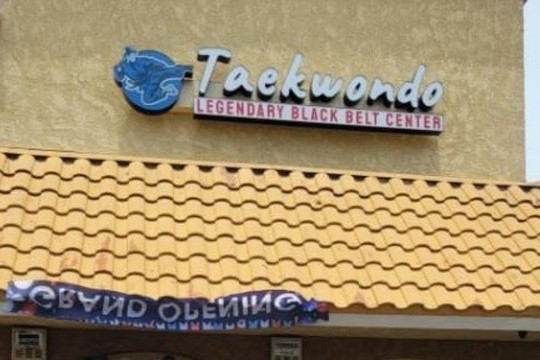 Taekwondo
LEGENDARY BLACK BELT CENTER
GRAND OPENING